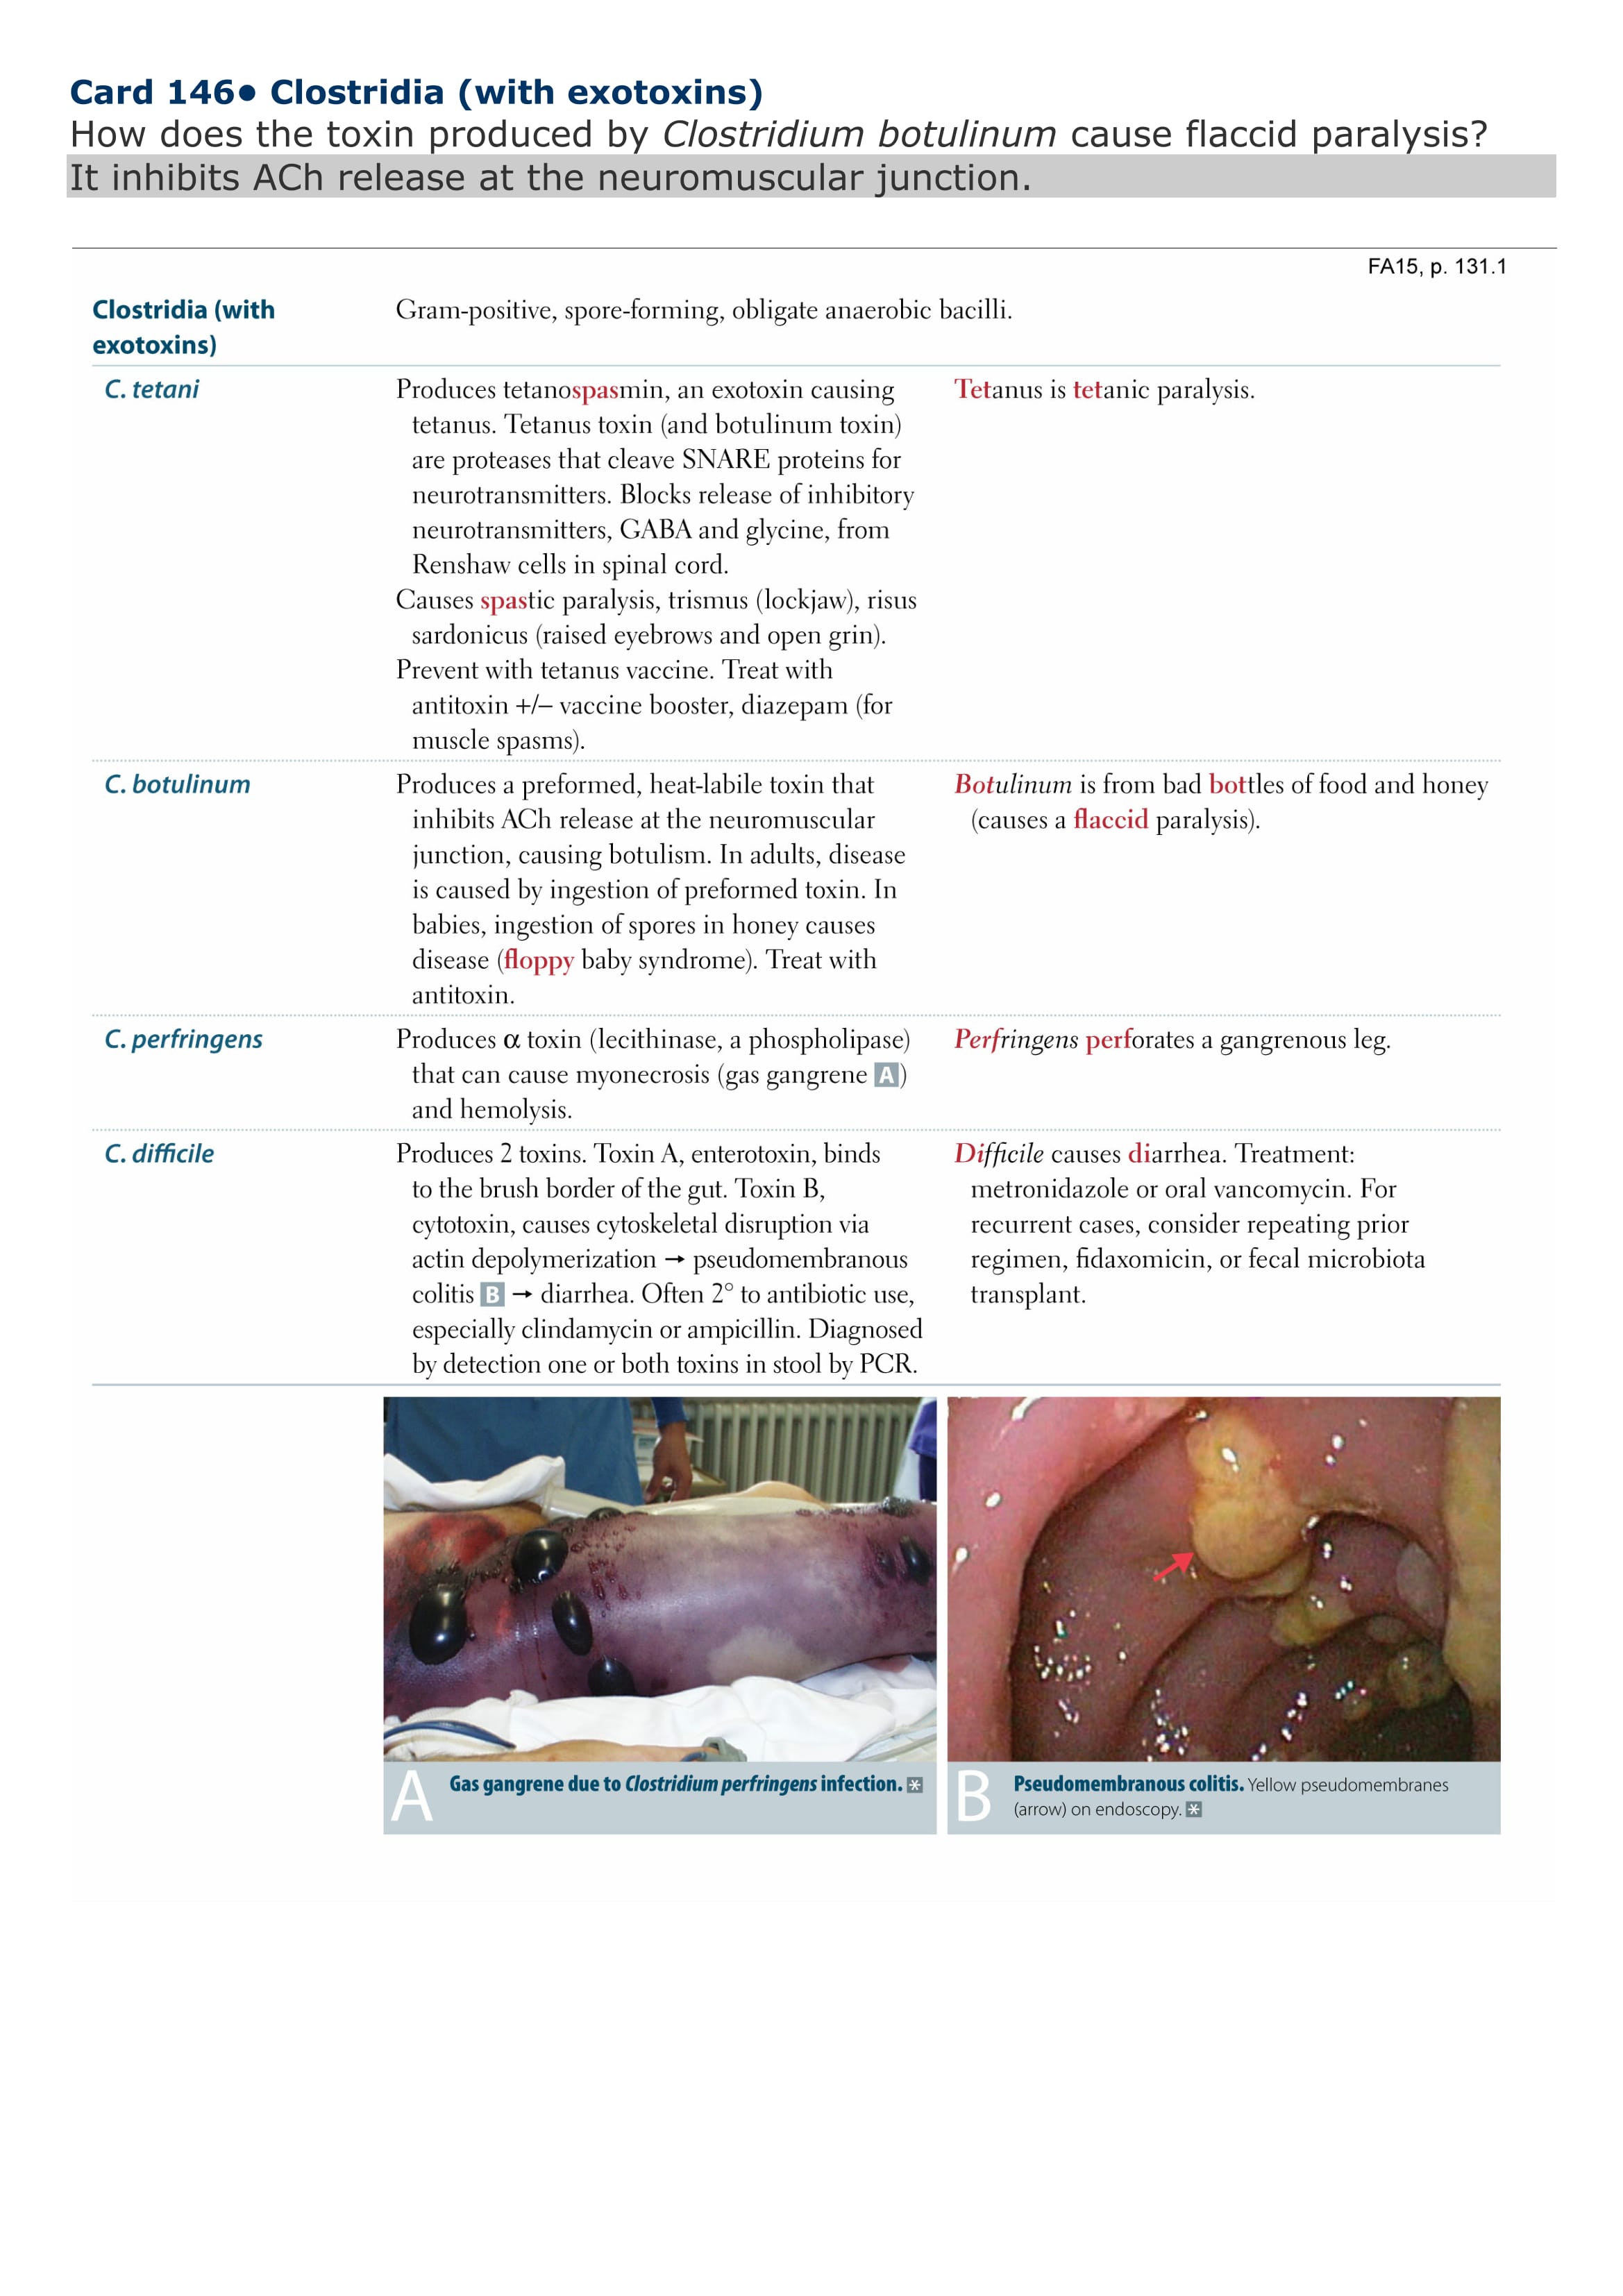 Card 146• Clostridia (with exotoxins)
How does the toxin produced by Clostridium botulinum cause flaccid paralysis?
It inhibits ACh release at the neuromuscular junction.
FA15, p. 131.1
Clostridia (with
exotoxins)
Gram-positive, spore-forming, obligate anaerobic bacilli.
C. tetani
Produces tetanospasmin, an exotoxin causing
tetanus. Tetanus toxin (and botulinum toxin)
are proteases that cleave SNARE proteins for
neurotransmitters. Blocks release of inhibitory
neurotransmitters, GABA and glycine, from
Renshaw cells in spinal cord.
Causes spastic paralysis, trismus (lockjaw), risus
sardonicus (raised eyebrows and open grin).
Prevent with tetanus vaccine. Treat with
antitoxin +/– vaccine booster, diazepam (for
muscle spasms).
Tetanus is tetanic paralysis.
C. botulinum
Produces a preformed, heat-labile toxin that
inhibits ACh release at the neuromuscular
junction, causing botulism. In adults, disease
is caused by ingestion of preformed toxin. In
babies, ingestion of spores in honey causes
disease (floppy baby syndrome). Treat with
antitoxin.
Botulinum is from bad bottles of food and honey
(causes a flaccid paralysis).
C. perfringens
Produces α toxin (lecithinase, a phospholipase)
that can cause myonecrosis (gas gangrene A)
and hemolysis.
Perfringens perforates a gangrenous leg.
C. difficile
Produces 2 toxins. Toxin A, enterotoxin, binds
to the brush border of the gut. Toxin B,
cytotoxin, causes cytoskeletal disruption via
actin depolymerization → pseudomembranous
colitis B → diarrhea. Often 2° to antibiotic use,
especially clindamycin or ampicillin. Diagnosed
by detection one or both toxins in stool by PCR.
Difficile causes diarrhea. Treatment:
metronidazole or oral vancomycin. For
recurrent cases, consider repeating prior
regimen, fidaxomicin, or fecal microbiota
transplant.
A Gas gangrene due to Clostridium perfringens infection. *
B Pseudomembranous colitis. Yellow pseudomembranes
(arrow) on endoscopy. *